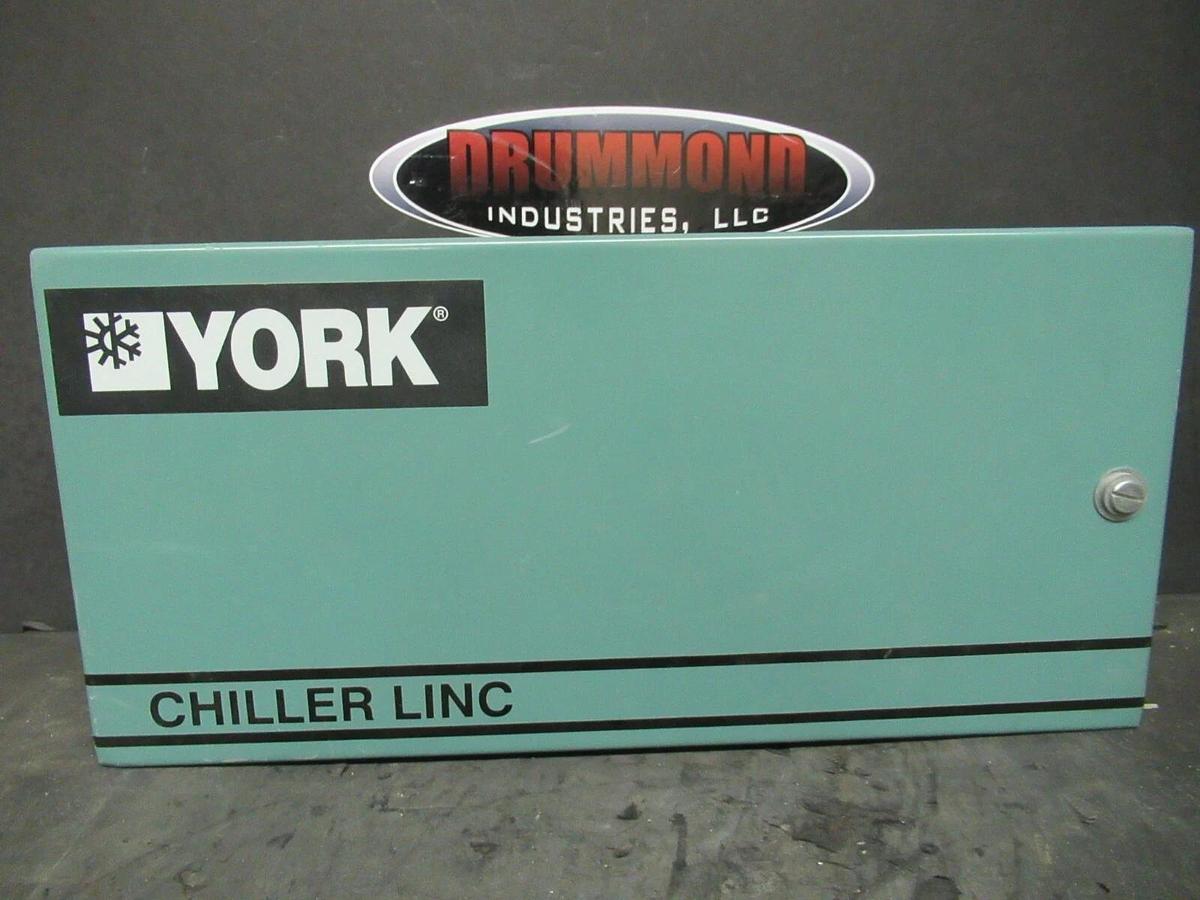 DRUMMOND
INDUSTRIES, LLC
YORK®
CHILLER LINC